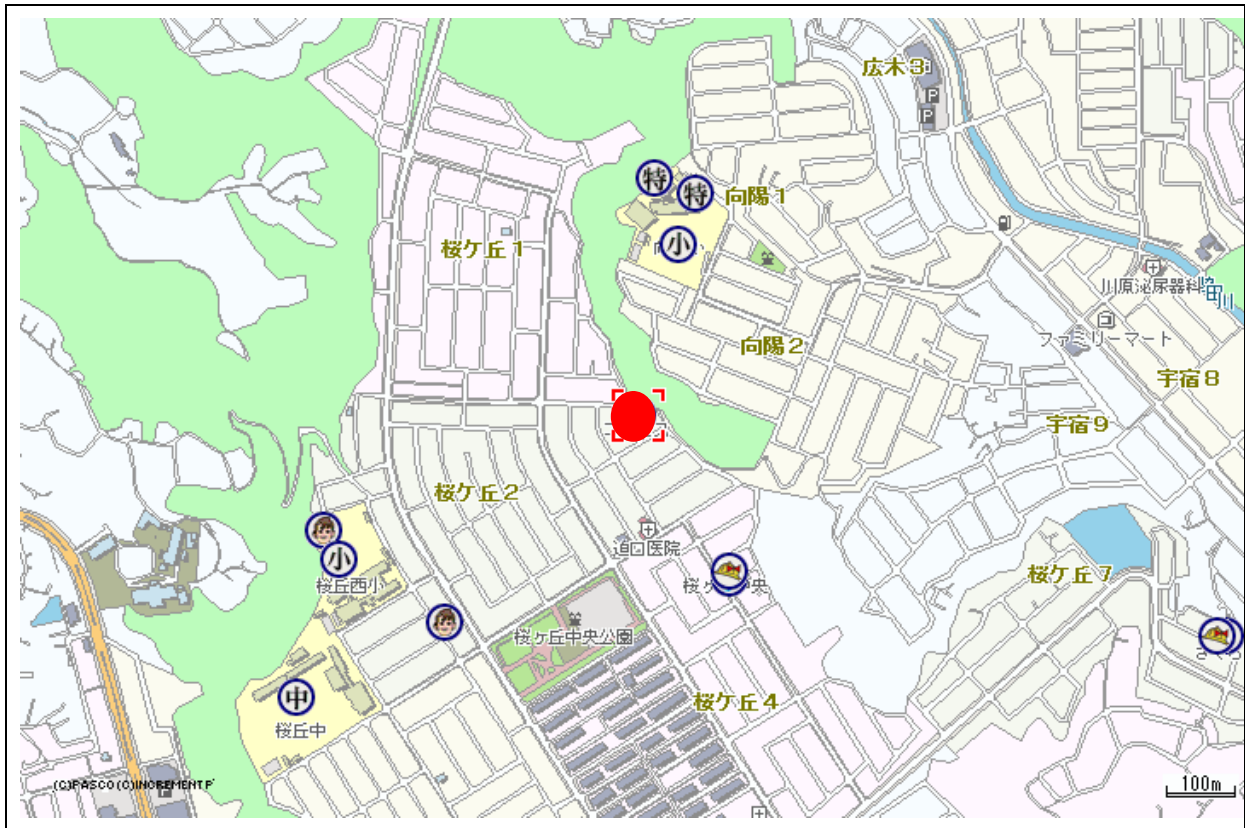 広木3
P
P
特
特
向陽1
小
桜ケ丘1
川原泌尿器科
ファミリーマート
向陽2
宇宿8
宇宿9
桜ケ丘2
迫口医院
小
桜丘西小
桜ケ丘7
桜ヶ丘中央公園
中
桜丘中
桜ケ丘4
(C)PASCO(C)INCREMENT P
P
100m